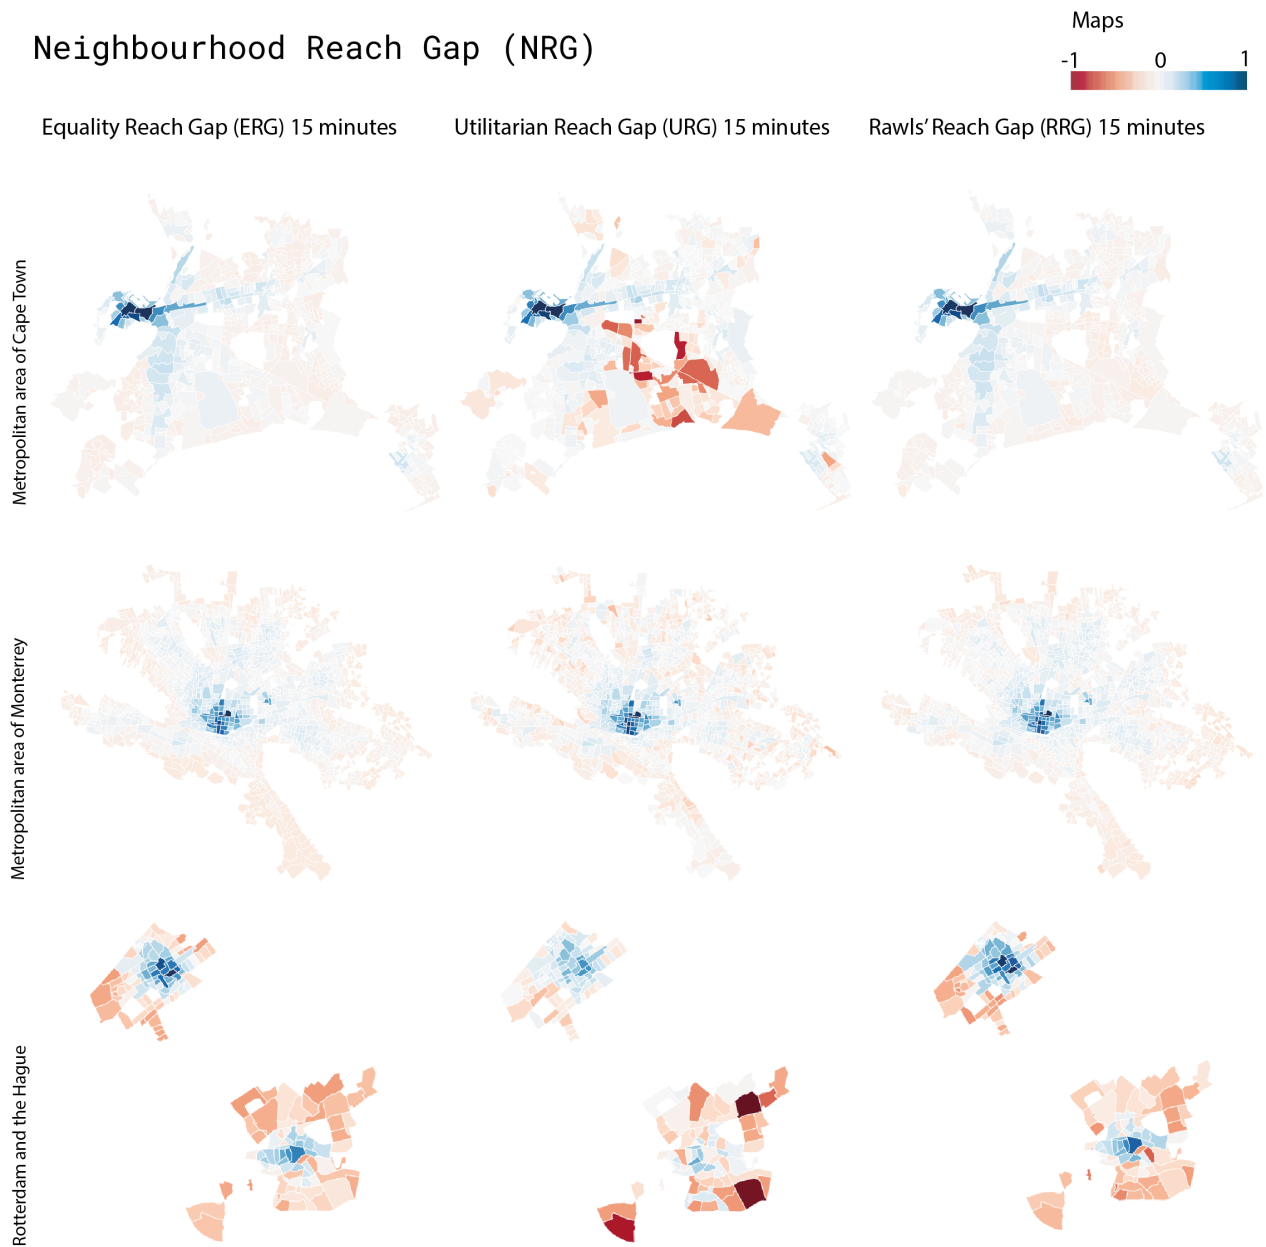 Maps
Neighbourhood Reach Gap (NRG)
-1 0 1
Equality Reach Gap (ERG) 15 minutes
Utilitarian Reach Gap (URG) 15 minutes
Rawls’ Reach Gap (RRG) 15 minutes
Metropolitan area of Cape Town
Metropolitan area of Monterrey
Rotterdam and the Hague